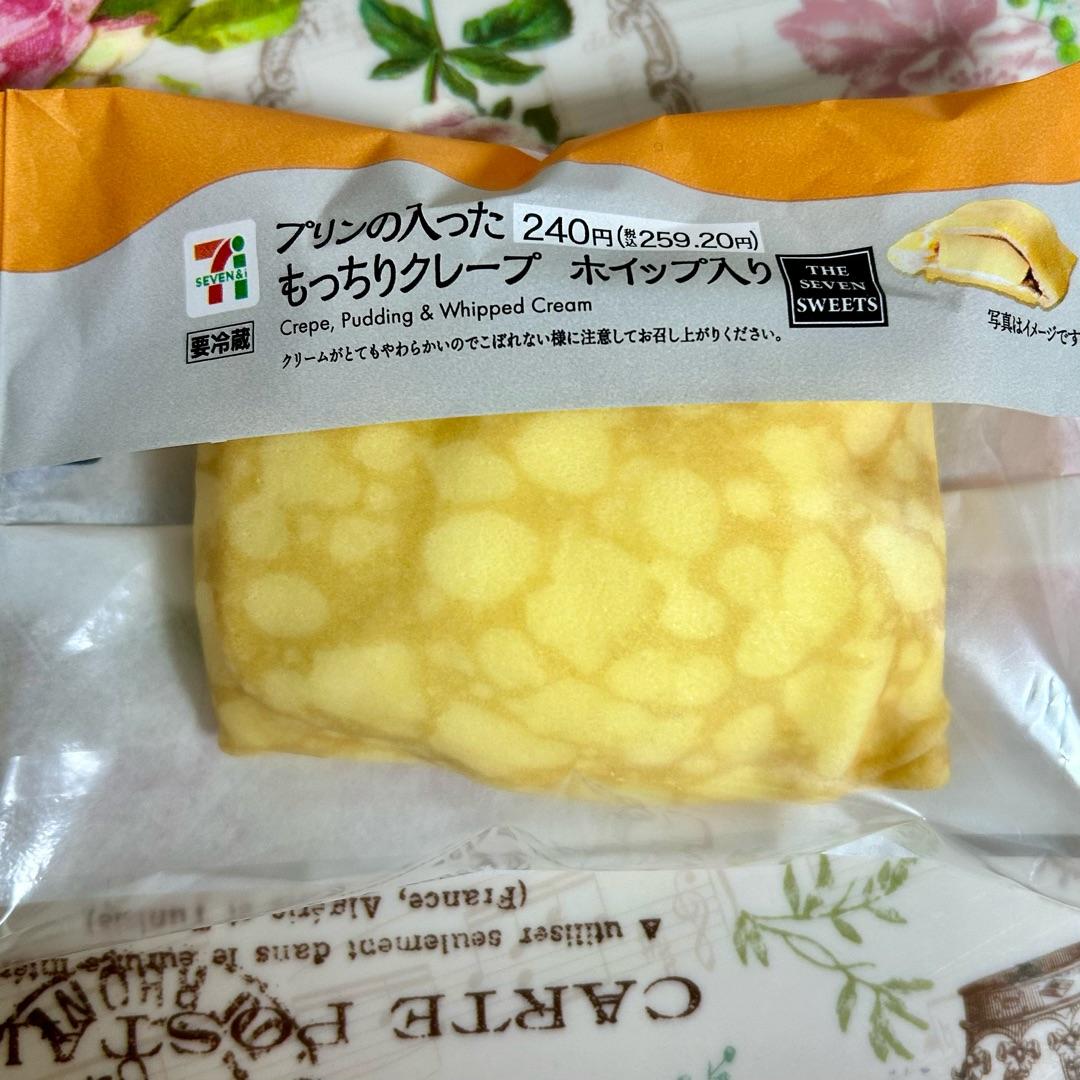 プリンの入った 240円(税込259.20円)
もっちりクレープ ホイップ入り
Crepe, Pudding & Whipped Cream
クリームがとてもやわらかいのでこぼれない様に注意してお召し上がりください。
7i
SEVEN&i
要冷蔵
THE
SEVEN
SWEETS
写真はイメージです
CARTE POSTAL
A utiliser seulement dans le
(France, Algérie et Tunisie)